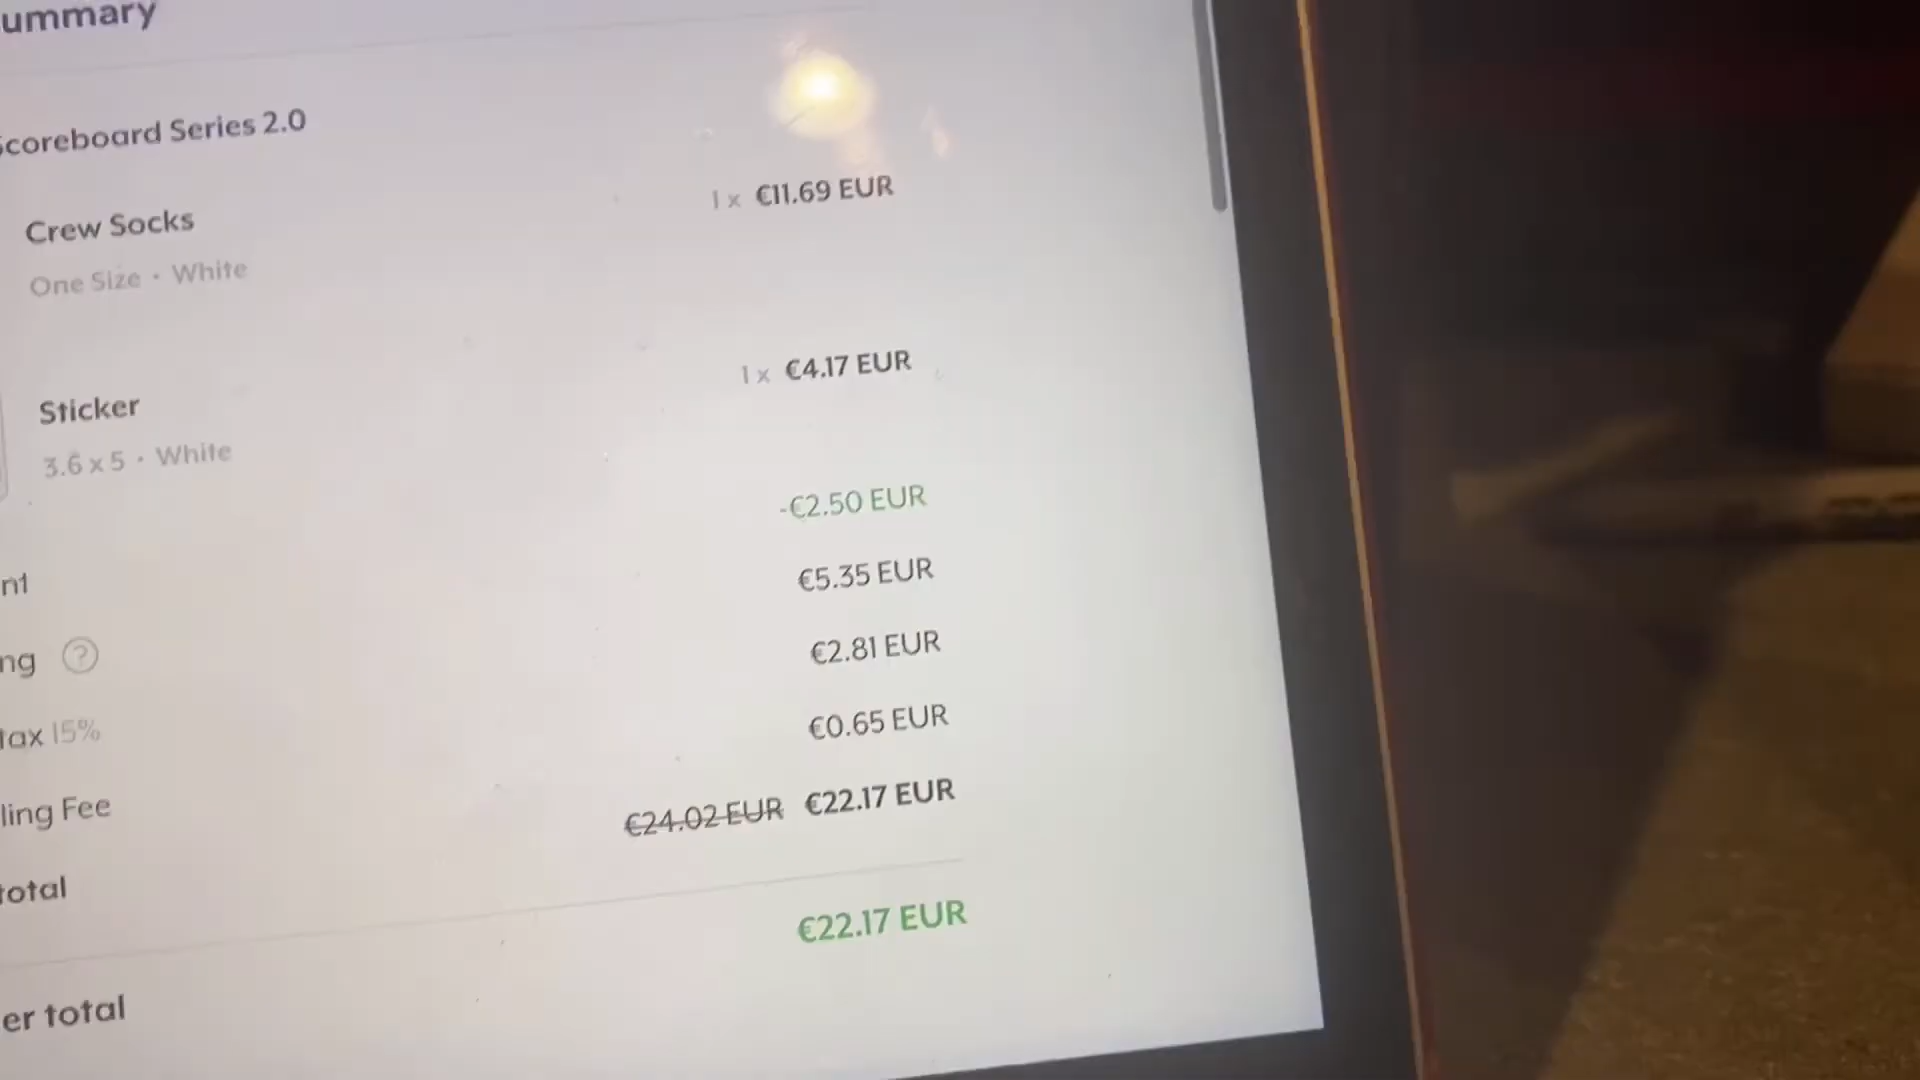 ummary
Scoreboard Series 2.0
Crew Socks 1 x €11.69 EUR
One Size • White
Sticker 1 x €4.17 EUR
3.6 x 5 • White
nt -€2.50 EUR
ng ? €5.35 EUR
tax 15% €2.81 EUR
ling Fee €0.65 EUR
total €24.02 EUR €22.17 EUR
er total €22.17 EUR